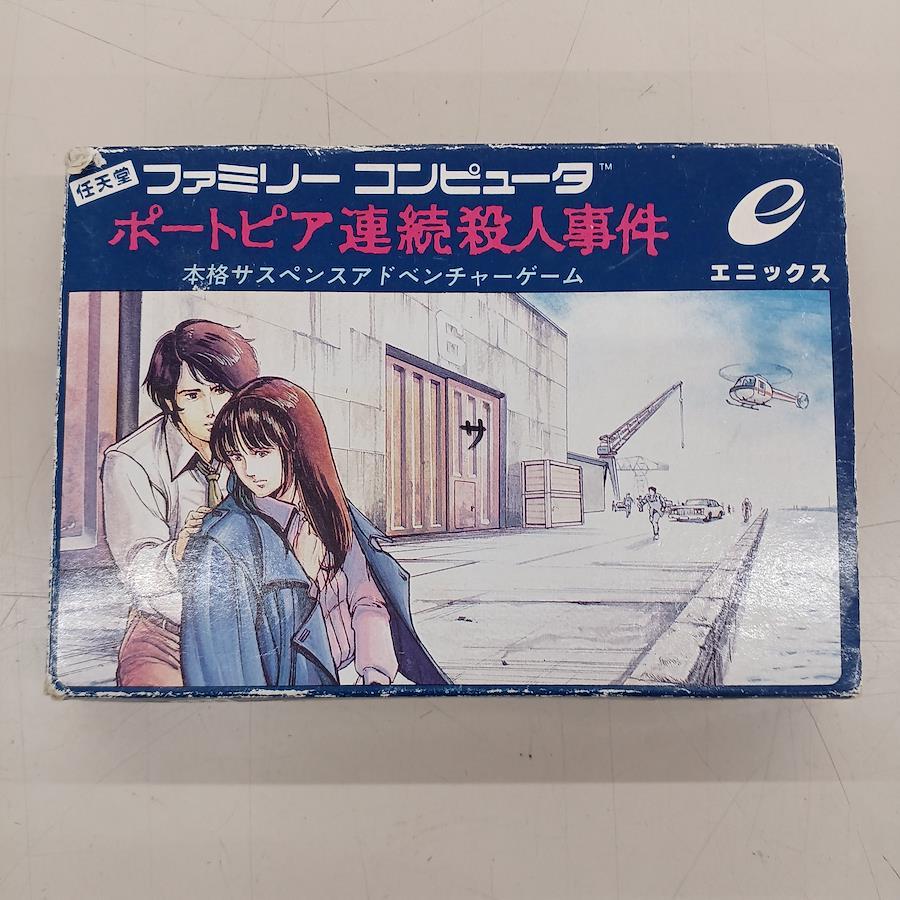 任天堂 ファミリー コンピュータ™
ポートピア連続殺人事件
本格サスペンスアドベンチャーゲーム
e
エニックス
6
サ